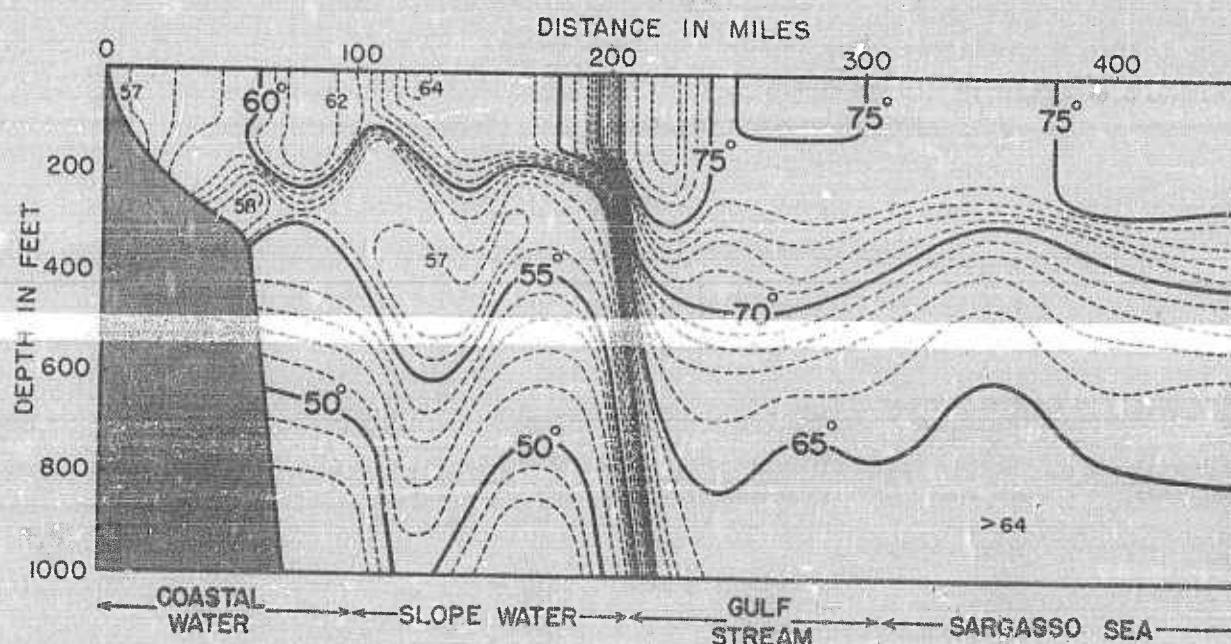 DISTANCE IN MILES
0 100 200 300 400
57 60° 62 64 75° 75° 75°
200
58
57
400
55° 70°
600
50°
50° 65°
800
>64
1000
DEPTH IN FEET
COASTAL WATER
SLOPE WATER
GULF STREAM
SARGASSO SEA